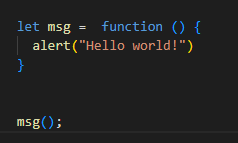 let msg =  function () {
  alert("Hello world!")
}
msg();